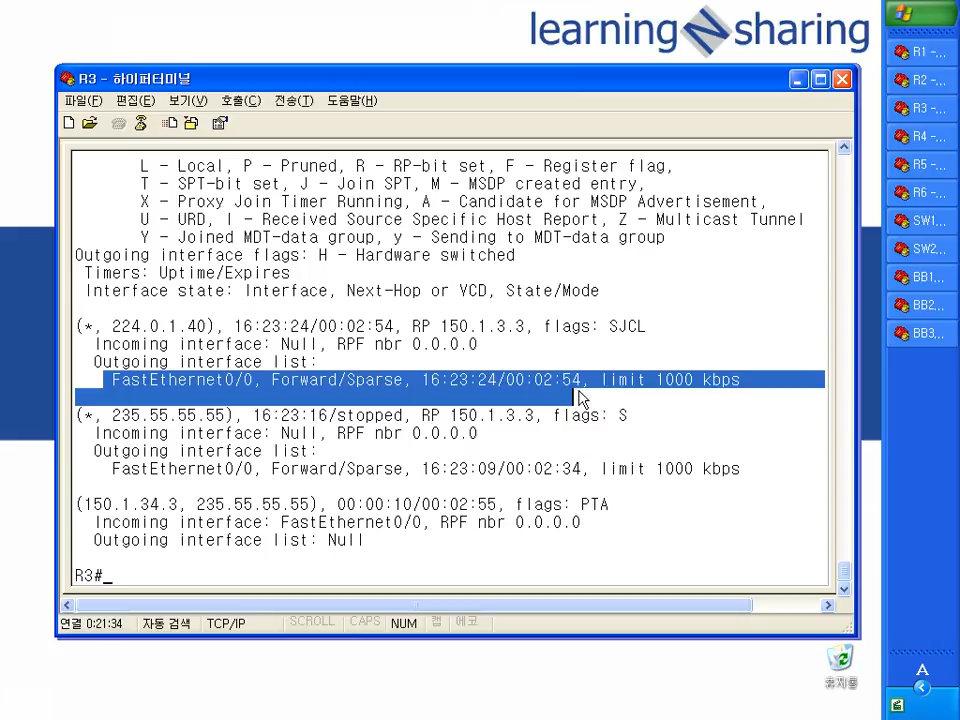 learning N sharing
R3 - 하이퍼터미널
파일(F) 편집(E) 보기(V) 호출(C) 전송(T) 도움말(H)
L - Local, P - Pruned, R - RP-bit set, F - Register flag,
T - SPT-bit set, J - Join SPT, M - MSDP created entry,
X - Proxy Join Timer Running, A - Candidate for MSDP Advertisement,
U - URD, I - Received Source Specific Host Report, Z - Multicast Tunnel
Y - Joined MDT-data group, y - Sending to MDT-data group
Outgoing interface flags: H - Hardware switched
Timers: Uptime/Expires
Interface state: Interface, Next-Hop or VCD, State/Mode
(*, 224.0.1.40), 16:23:24/00:02:54, RP 150.1.3.3, flags: SJCL
Incoming interface: Null, RPF nbr 0.0.0.0
Outgoing interface list:
FastEthernet0/0, Forward/Sparse, 16:23:24/00:02:54, limit 1000 kbps
(*, 235.55.55.55), 16:23:16/stopped, RP 150.1.3.3, flags: S
Incoming interface: Null, RPF nbr 0.0.0.0
Outgoing interface list:
FastEthernet0/0, Forward/Sparse, 16:23:09/00:02:34, limit 1000 kbps
(150.1.34.3, 235.55.55.55), 00:00:10/00:02:55, flags: PTA
Incoming interface: FastEthernet0/0, RPF nbr 0.0.0.0
Outgoing interface list: Null
R3#_
연결 0:21:34 자동 검색 TCP/IP SCROLL CAPS NUM 캡 에코
휴지통
R1 -...
R2 -...
R3 -...
R4 -...
R5 -...
R6 -...
SW1...
SW2...
BB1...
BB2...
BB3...
A